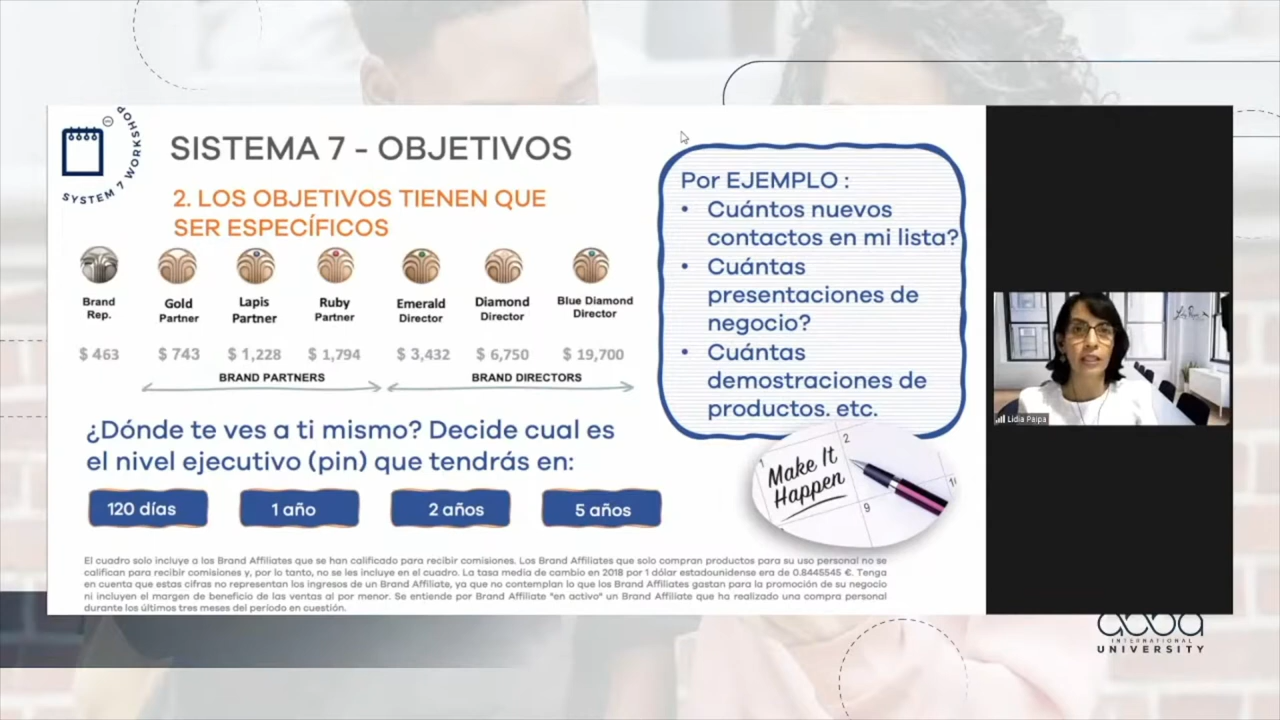 SYSTEM 7 WORKSHOP
SISTEMA 7 - OBJETIVOS
2. LOS OBJETIVOS TIENEN QUE
SER ESPECÍFICOS
Brand
Rep.
Gold
Partner
Lapis
Partner
Ruby
Partner
Emerald
Director
Diamond
Director
Blue Diamond
Director
$ 463
$ 743
$ 1,228
$ 1,794
$ 3,432
$ 6,750
$ 19,700
BRAND PARTNERS
BRAND DIRECTORS
¿Dónde te ves a ti mismo? Decide cual es
el nivel ejecutivo (pin) que tendrás en:
120 días
1 año
2 años
5 años
Por EJEMPLO :
• Cuántos nuevos
contactos en mi lista?
• Cuántas
presentaciones de
negocio?
• Cuántas
demostraciones de
productos. etc.
1
2
9
Make It
Happen
El cuadro solo incluye a los Brand Affiliates que se han calificado para recibir comisiones. Los Brand Affiliates que solo compran productos para su uso personal no se
califican para recibir comisiones y, por lo tanto, no se les incluye en el cuadro. La tasa media de cambio en 2018 por 1 dólar estadounidense era de 0.8445545 €. Tenga
en cuenta que estas cifras no representan los ingresos de un Brand Affiliate, ya que no contemplan lo que los Brand Affiliates gastan para la promoción de su negocio
ni incluyen el margen de beneficio de las ventas al por menor. Se entiende por Brand Affiliate "en activo" un Brand Affiliate que ha realizado una compra personal
durante los últimos tres meses del período en cuestión.
Lidia Paipa
INTERNATIONAL
UNIVERSITY